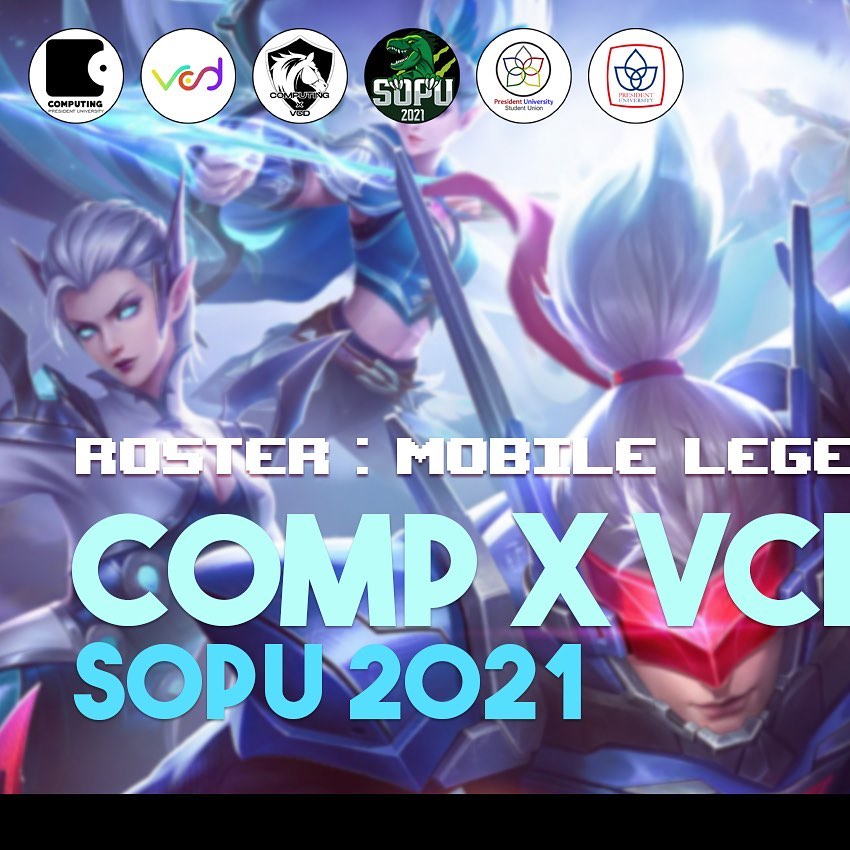 COMPUTING
PRESIDENT UNIVERSITY
vcd
COMPUTING
X
VCD
SOPU
2021
President University
Student Union
PRESIDENT
UNIVERSITY
ROSTER : MOBILE LEGE
COMP X VC
SOPU 2021